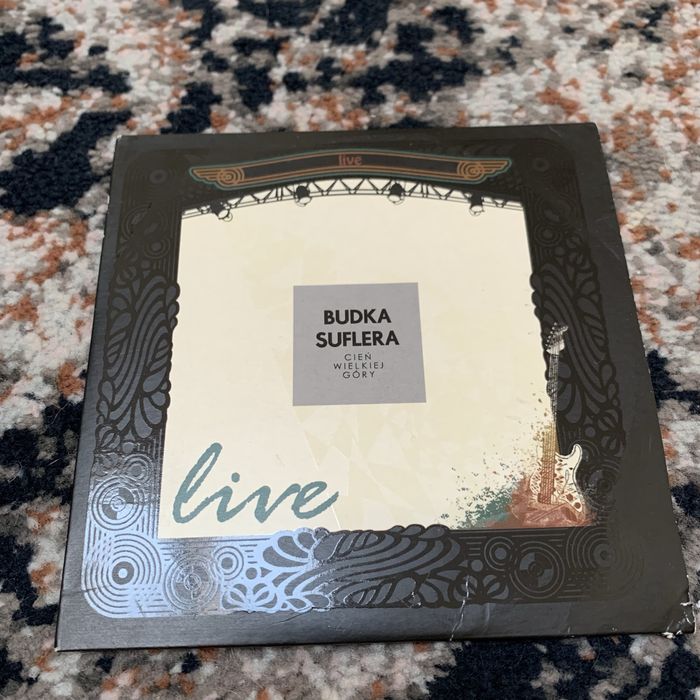 live
BUDKA
SUFLERA
CIEŃ
WIELKIEJ
GÓRY
live